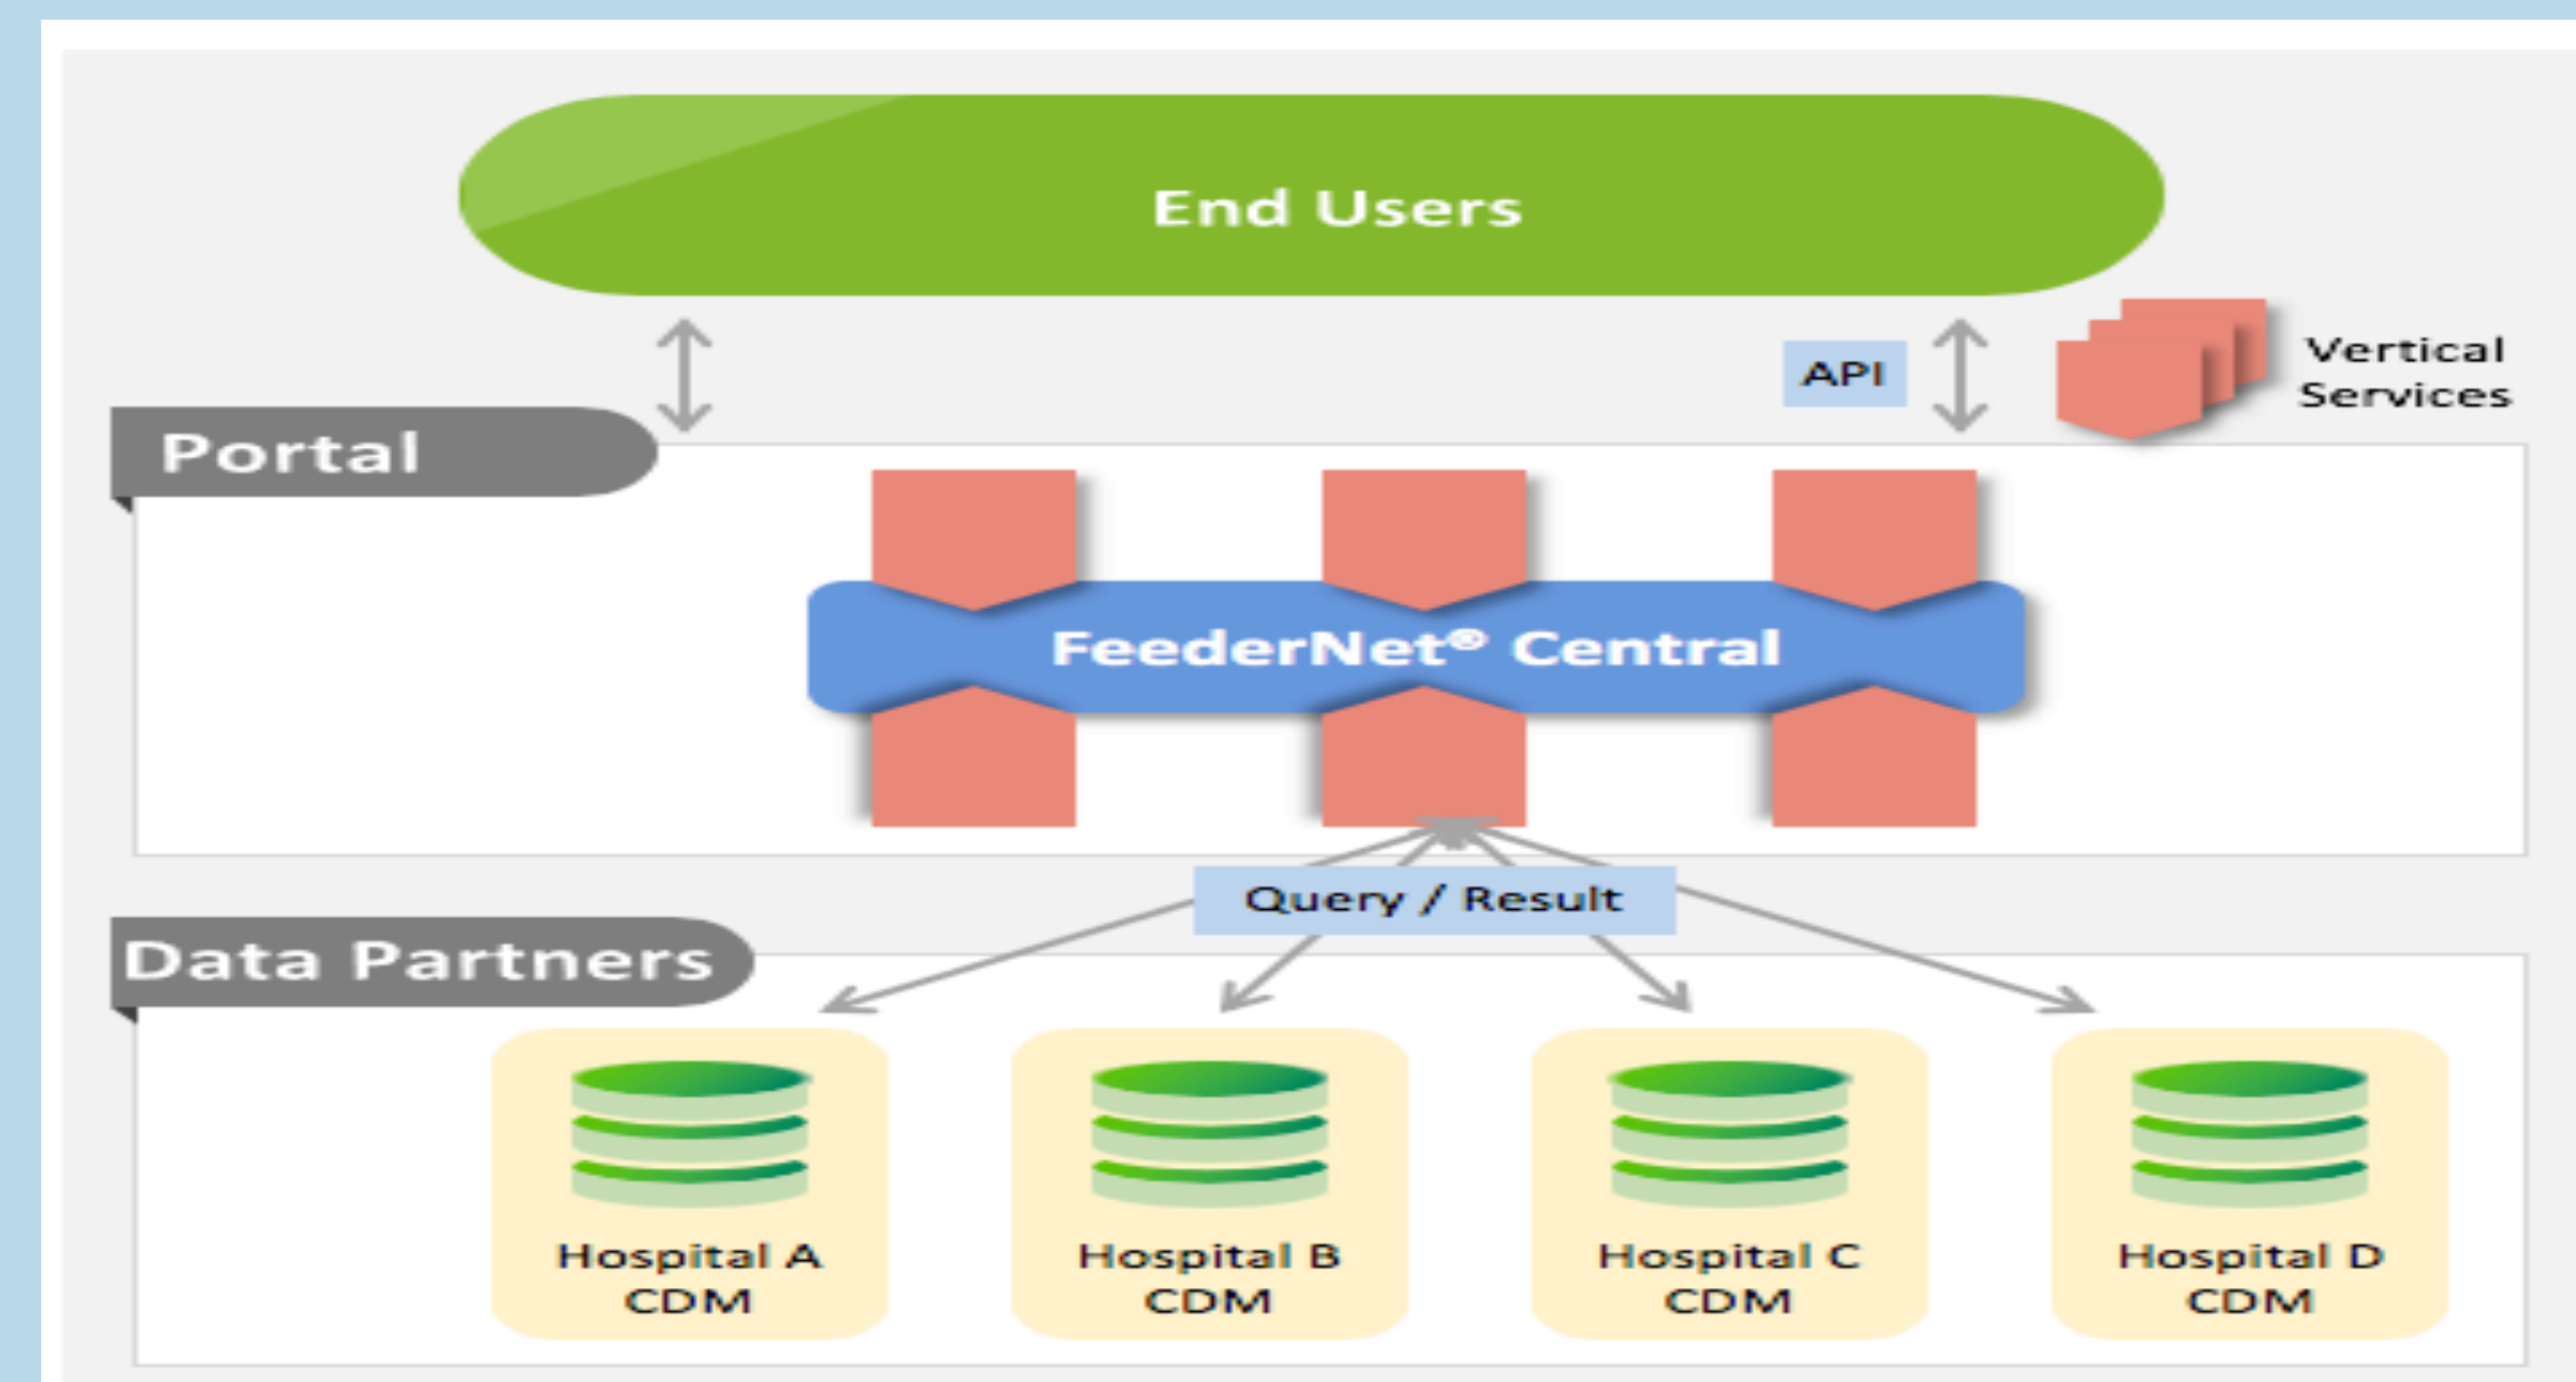 End Users
API
Vertical
Services
Portal
FeederNet® Central
Query / Result
Data Partners
Hospital A
CDM
Hospital B
CDM
Hospital C
CDM
Hospital D
CDM